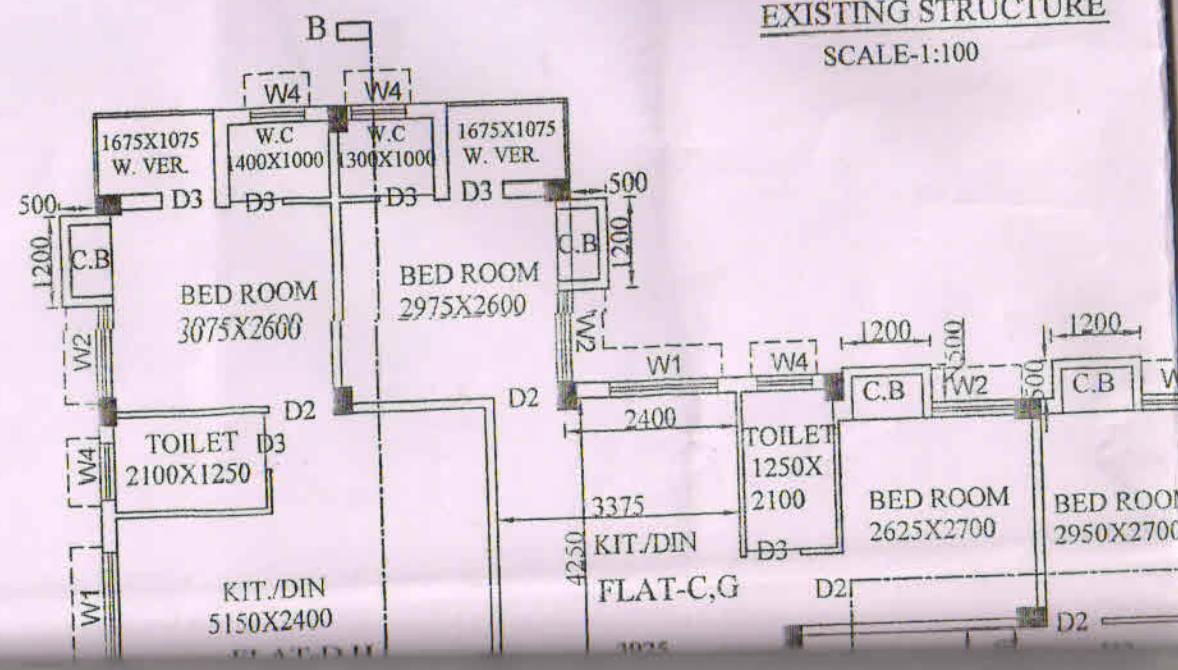 EXISTING STRUCTURE
SCALE-1:100
B
W4
W4
1675X1075
W. VER.
W.C
1400X1000
W.C
1300X1000
1675X1075
W. VER.
D3
D3
D3
D3
500
500
1200
C.B
C.B
1200
BED ROOM
3075X2600
BED ROOM
2975X2600
W2
W2
W1
W4
1200
500
500
1200
C.B
W2
C.B
D2
D2
2400
TOILET
2100X1250
D3
W4
TOILET
1250X
2100
3375
BED ROOM
2625X2700
BED ROOM
2950X2700
4250
KIT./DIN
D3
FLAT-C,G
D2
D2
KIT./DIN
5150X2400
W1